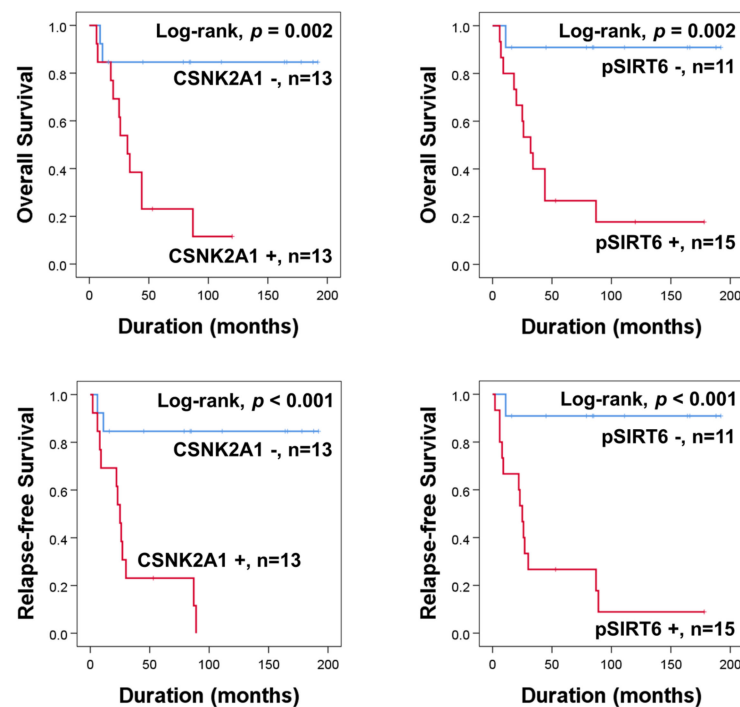 Overall Survival
1.0
0.8
0.6
0.4
0.2
0.0
Log-rank, p = 0.002
CSNK2A1 -, n=13
CSNK2A1 +, n=13
0 50 100 150 200
Duration (months)
Overall Survival
1.0
0.8
0.6
0.4
0.2
0.0
Log-rank, p = 0.002
pSIRT6 -, n=11
pSIRT6 +, n=15
0 50 100 150 200
Duration (months)
Relapse-free Survival
1.0
0.8
0.6
0.4
0.2
0.0
Log-rank, p < 0.001
CSNK2A1 -, n=13
CSNK2A1 +, n=13
0 50 100 150 200
Duration (months)
Relapse-free Survival
1.0
0.8
0.6
0.4
0.2
0.0
Log-rank, p < 0.001
pSIRT6 -, n=11
pSIRT6 +, n=15
0 50 100 150 200
Duration (months)